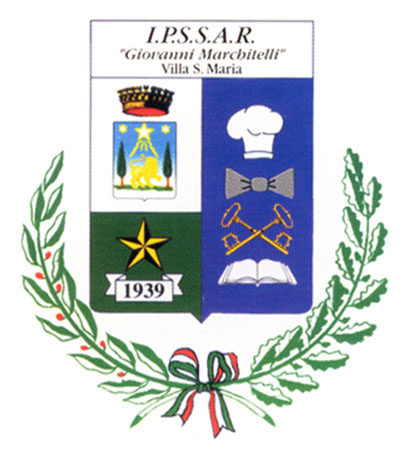 I.P.S.S.A.R.
"Giovanni Marchitelli"
Villa S. Maria
1939